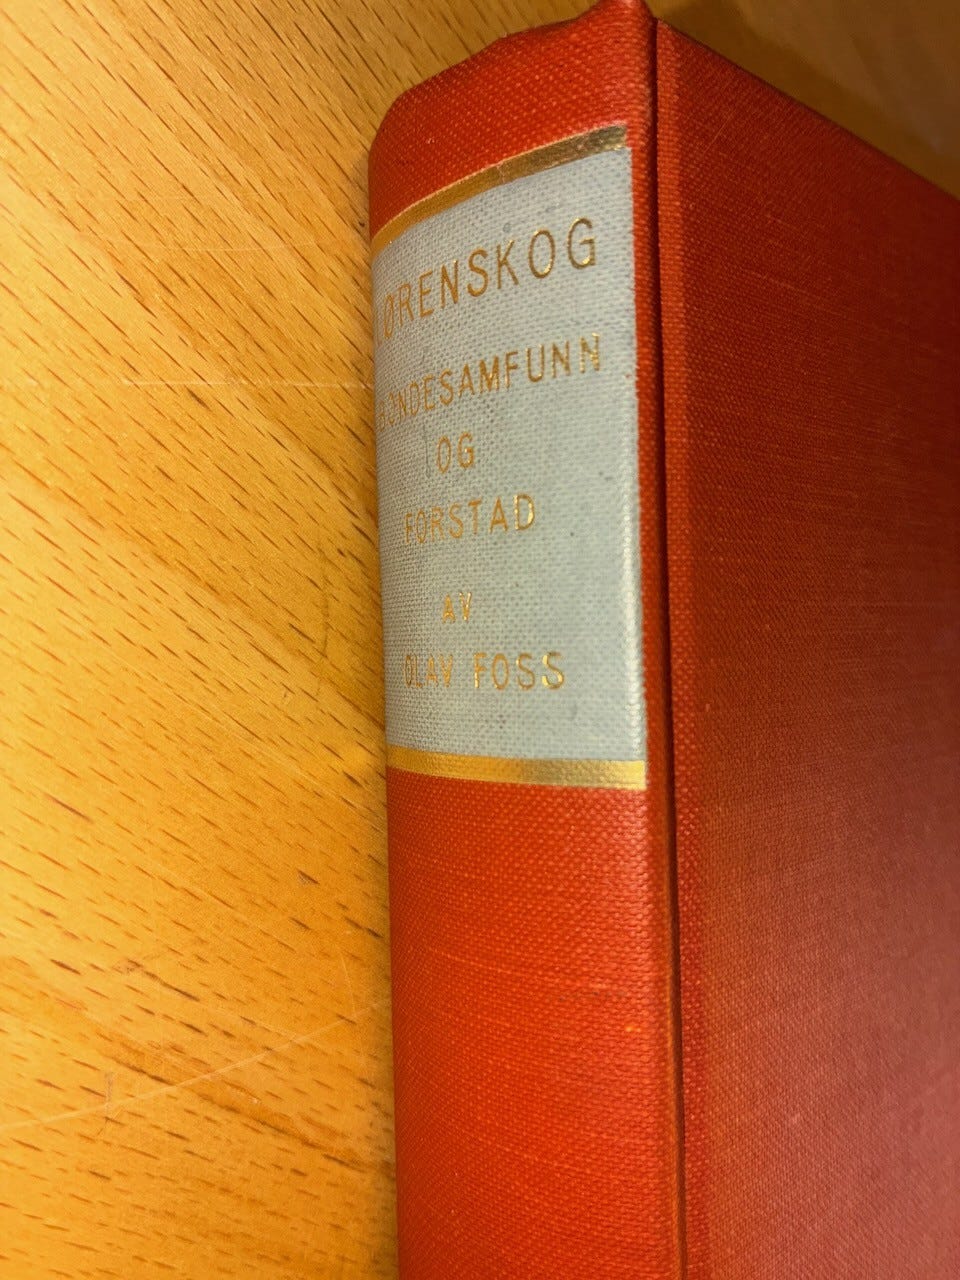 LØRENSKOG
BONDESAMFUNN
OG
FORSTAD
AV
OLAV FOSS